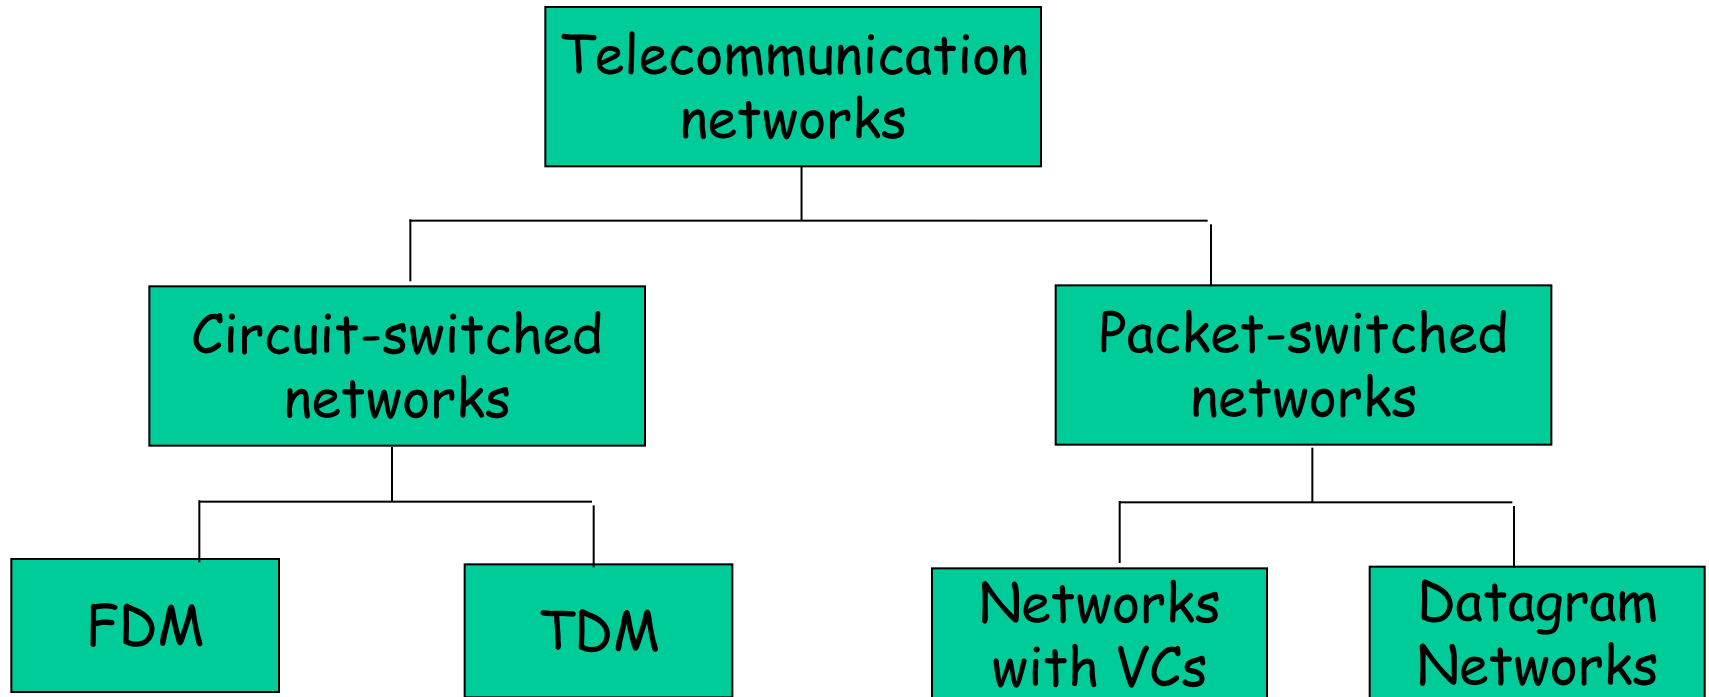 Telecommunication
networks
Circuit-switched
networks
Packet-switched
networks
FDM
TDM
Networks
with VCs
Datagram
Networks